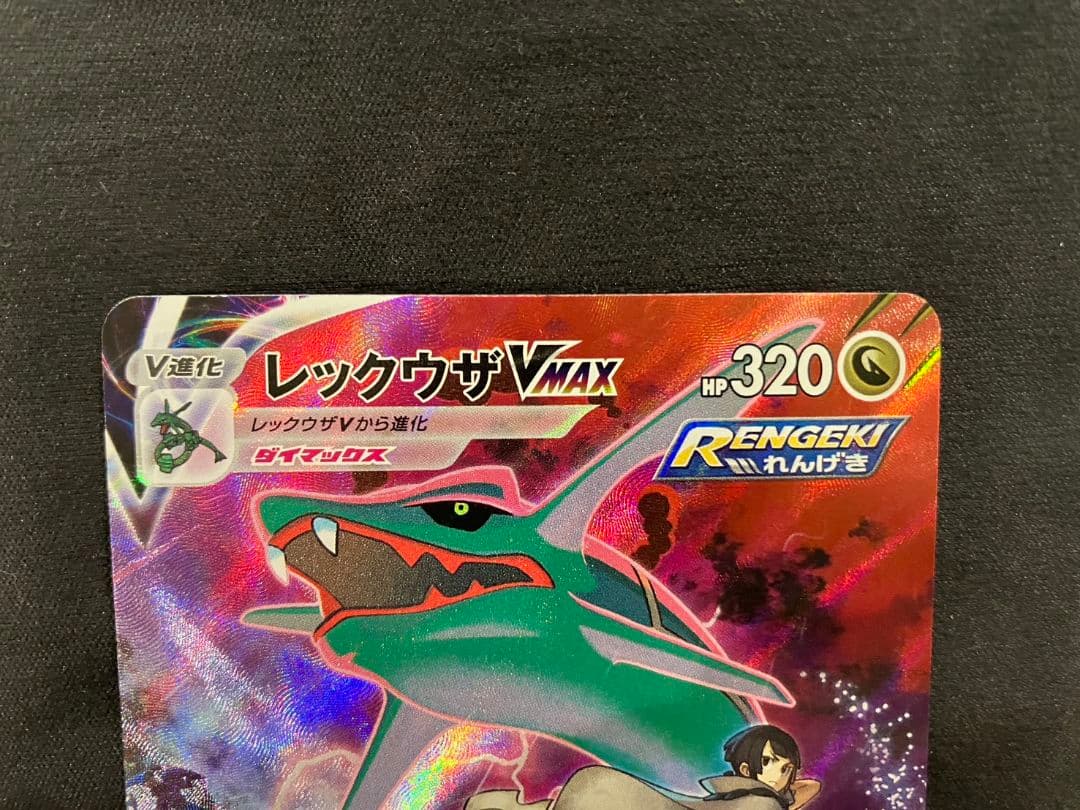 V進化
レックウザVMAX
HP320
レックウザVから進化
ダイマックス
RENGEKI
れんげき